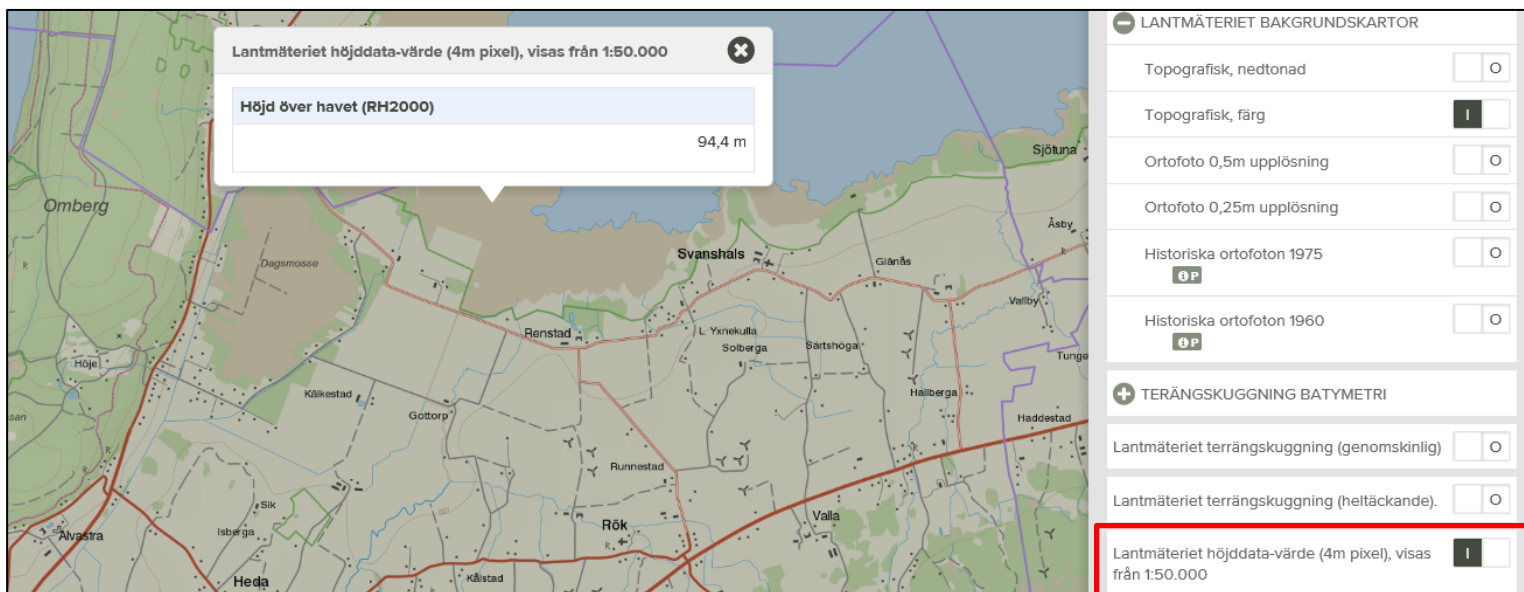 Lantmäteriet höjddata-värde (4m pixel), visas från 1:50.000
Höjd över havet (RH2000)
94,4 m
Omberg
Dagsmosse
Sjötuna
Åsby
Svanshals
Glänås
Vallby
Renstad
L Yxnekulla
Solberga
Särtshöga
Tunge
Höje
Kälkestad
Gottorp
Hallberga
Haddestad
san
R
Runnestad
Sik
Isberga
Rök
R
Valla
Alvastra
Heda
Kålstad
LANTMÄTERIET BAKGRUNDSKARTOR
Topografisk, nedtonad
O
Topografisk, färg
I
Ortofoto 0,5m upplösning
O
Ortofoto 0,25m upplösning
O
Historiska ortofoton 1975
O
P
Historiska ortofoton 1960
O
P
TERÄNGSKUGGNING BATYMETRI
Lantmäteriet terrängskuggning (genomskinlig)
O
Lantmäteriet terrängskuggning (heltäckande).
O
Lantmäteriet höjddata-värde (4m pixel), visas
från 1:50.000
I